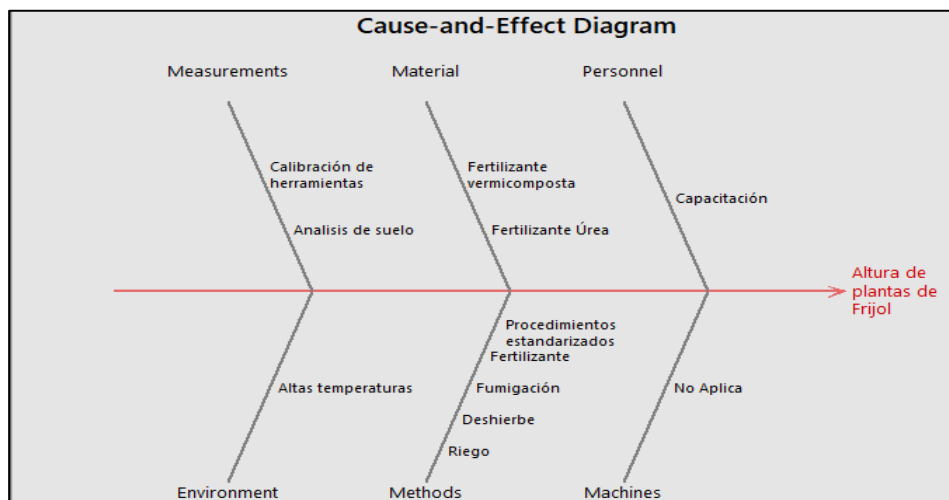 Cause-and-Effect Diagram
Measurements
Material
Personnel
Calibración de
herramientas
Analisis de suelo
Fertilizante
vermicomposta
Fertilizante Úrea
Capacitación
Altura de
plantas de
Frijol
Altas temperaturas
Procedimientos
estandarizados
Fertilizante
Fumigación
Deshierbe
Riego
No Aplica
Environment
Methods
Machines